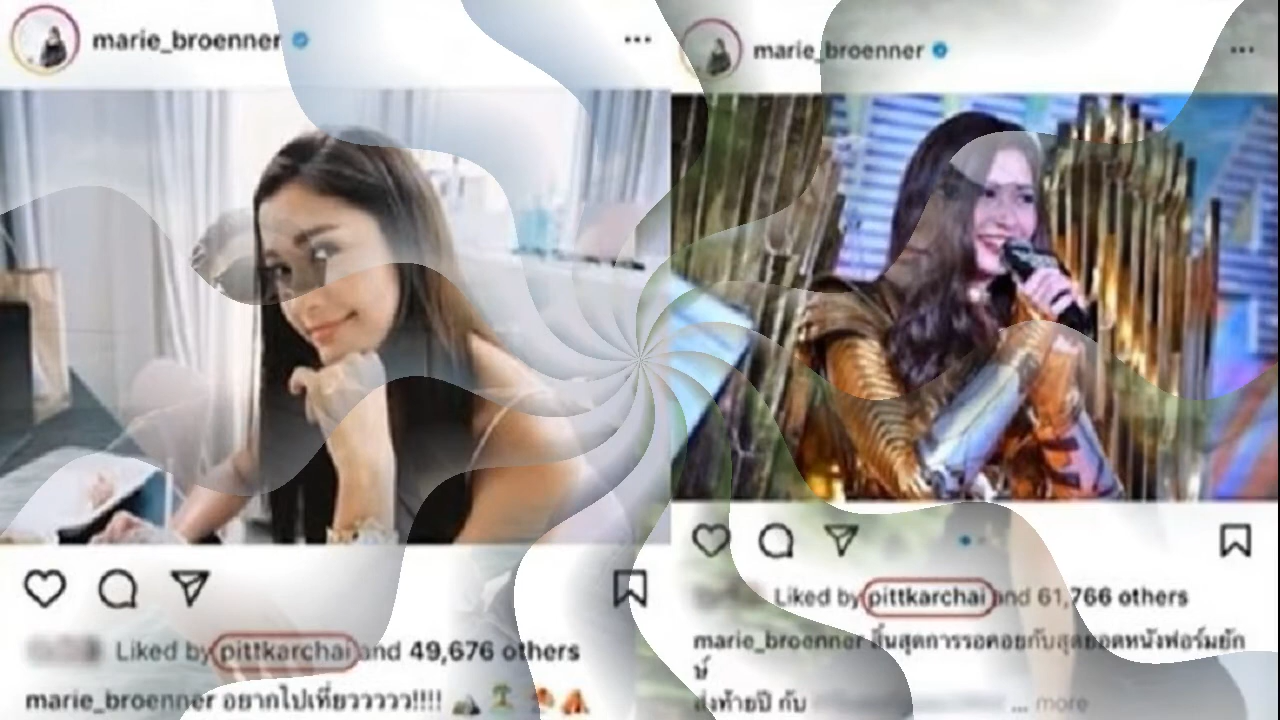 marie_broenner
Liked by pittkarchai and 49,676 others
marie_broenner อยากไปเที่ยววววว!!!!
marie_broenner
Liked by pittkarchai and 61,766 others
marie_broenner สิ้นสุดการรอคอยกับสุดยอดหนังฟอร์มยัก
ษ์
ส่งท้ายปี กับ ... more